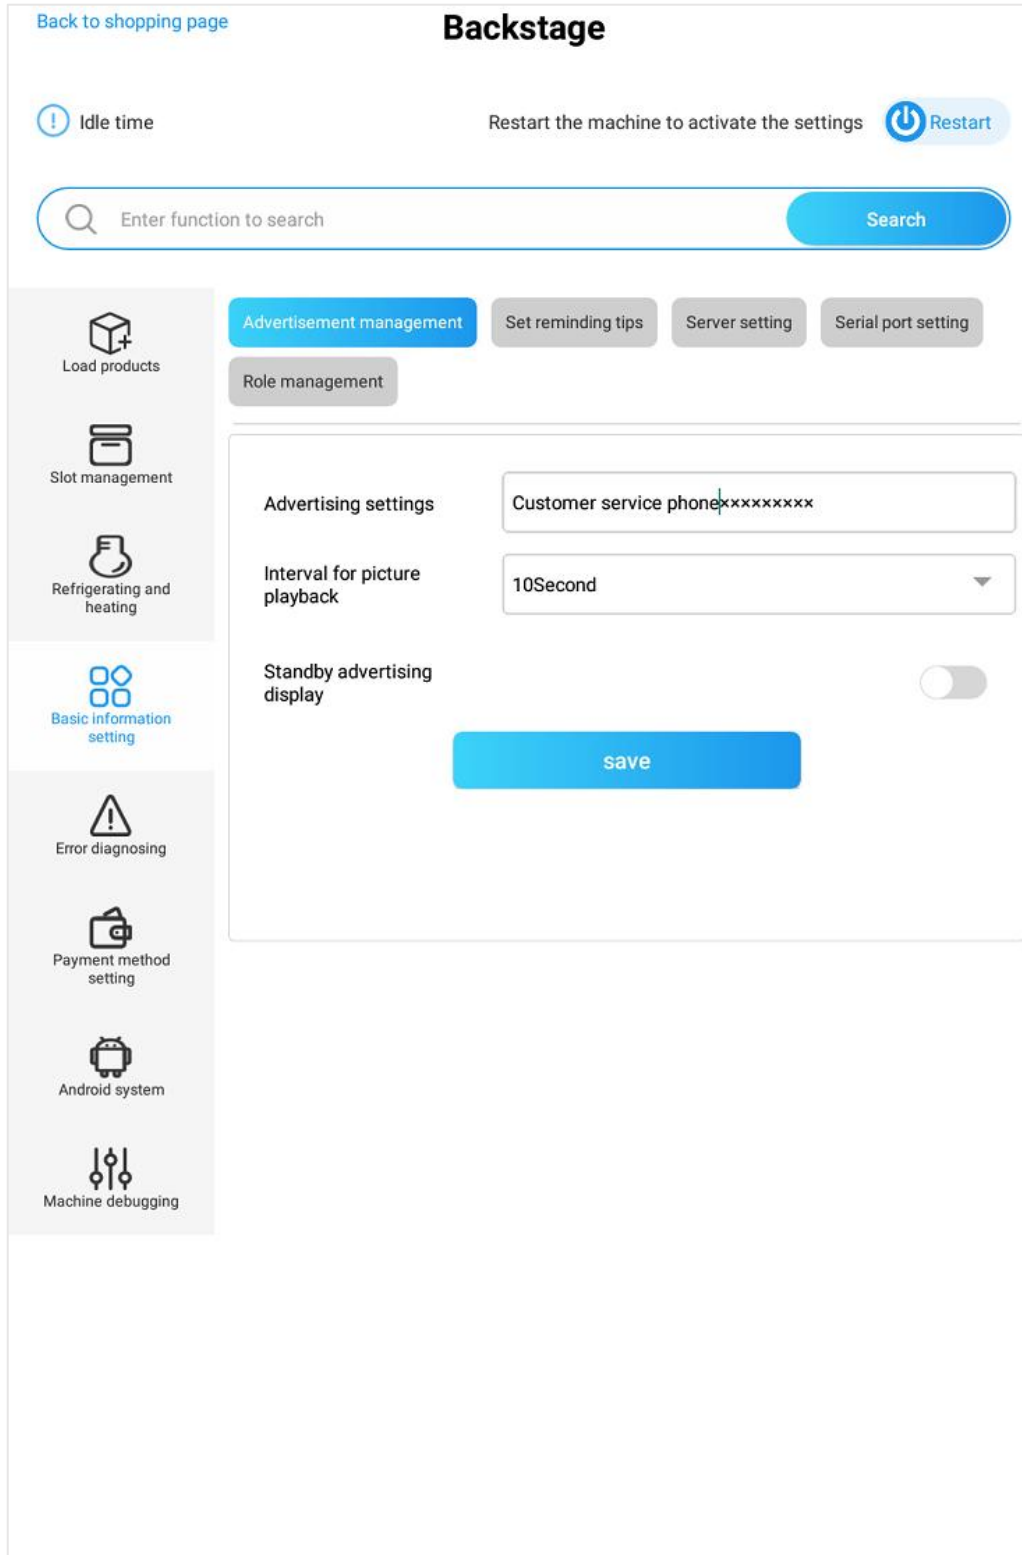 Back to shopping page
Backstage
Idle time
Restart the machine to activate the settings
Restart
Enter function to search
Search
Load products
Slot management
Refrigerating and
heating
Basic information
setting
Error diagnosing
Payment method
setting
Android system
Machine debugging
Advertisement management
Set reminding tips
Server setting
Serial port setting
Role management
Advertising settings
Customer service phone×××××××××
Interval for picture
playback
10Second
Standby advertising
display
save